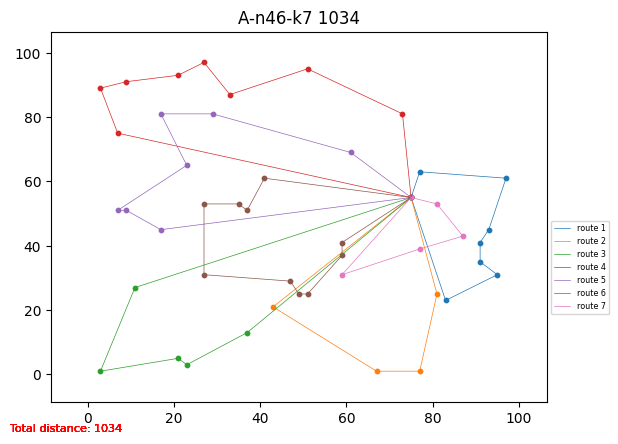 A-n46-k7 1034
100
80
60
40
20
0
0 20 40 60 80 100
route 1
route 2
route 3
route 4
route 5
route 6
route 7
Total distance: 1034